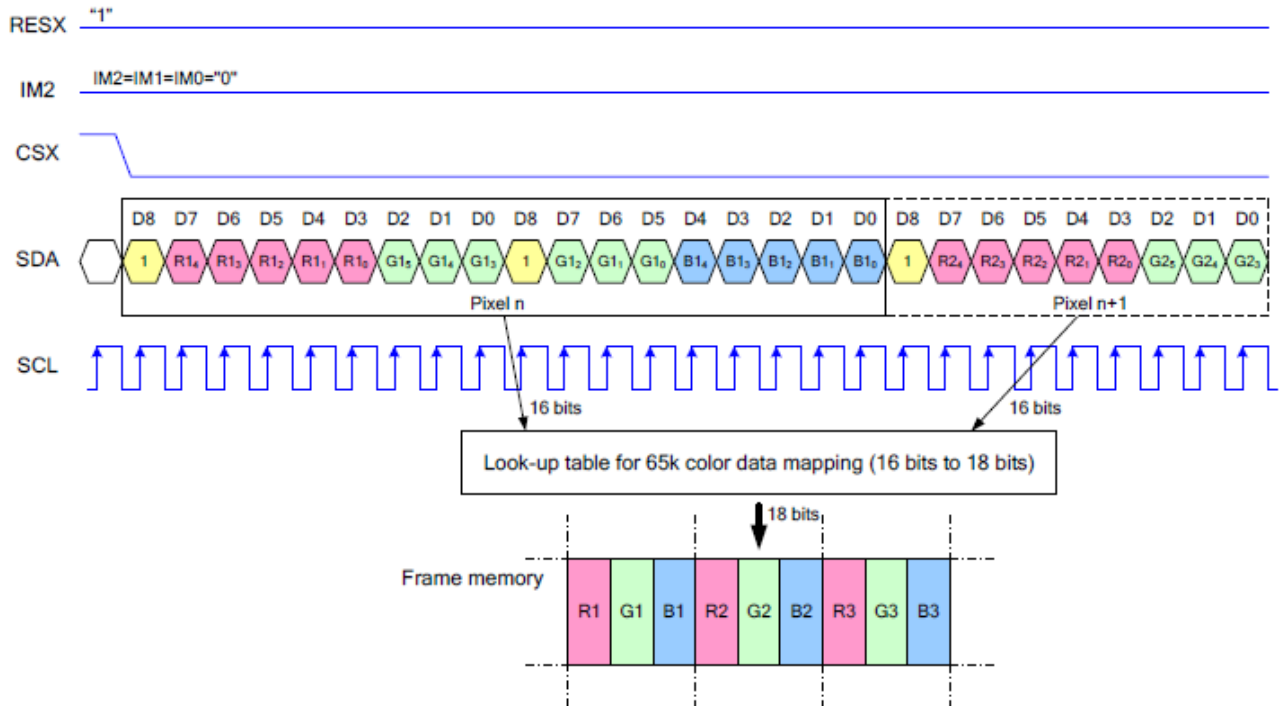 RESX "1"
IM2 IM2=IM1=IM0="0"
CSX
D8 D7 D6 D5 D4 D3 D2 D1 D0 D8 D7 D6 D5 D4 D3 D2 D1 D0 D8 D7 D6 D5 D4 D3 D2 D1 D0
SDA 1 R1₄ R1₃ R1₂ R1₁ R1₀ G1₅ G1₄ G1₃ 1 G1₂ G1₁ G1₀ B1₄ B1₃ B1₂ B1₁ B1₀ 1 R2₄ R2₃ R2₂ R2₁ R2₀ G2₅ G2₄ G2₃
Pixel n Pixel n+1
SCL
16 bits 16 bits
Look-up table for 65k color data mapping (16 bits to 18 bits)
18 bits
Frame memory
R1 G1 B1 R2 G2 B2 R3 G3 B3